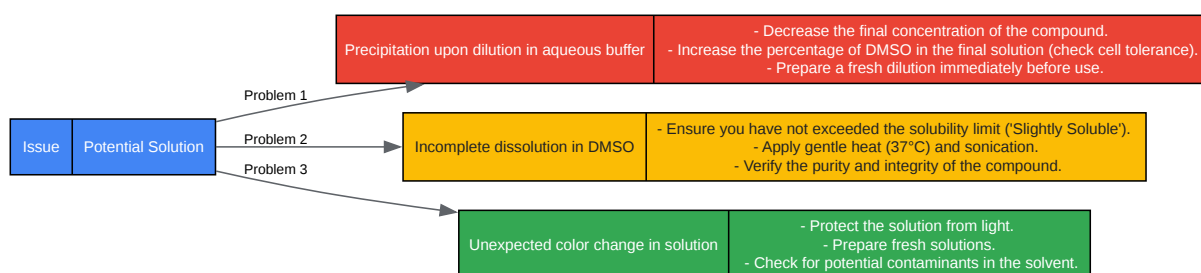 Issue
Potential Solution
Problem 1
Precipitation upon dilution in aqueous buffer
- Decrease the final concentration of the compound.
- Increase the percentage of DMSO in the final solution (check cell tolerance).
- Prepare a fresh dilution immediately before use.
Problem 2
Incomplete dissolution in DMSO
- Ensure you have not exceeded the solubility limit ('Slightly Soluble').
- Apply gentle heat (37°C) and sonication.
- Verify the purity and integrity of the compound.
Problem 3
Unexpected color change in solution
- Protect the solution from light.
- Prepare fresh solutions.
- Check for potential contaminants in the solvent.